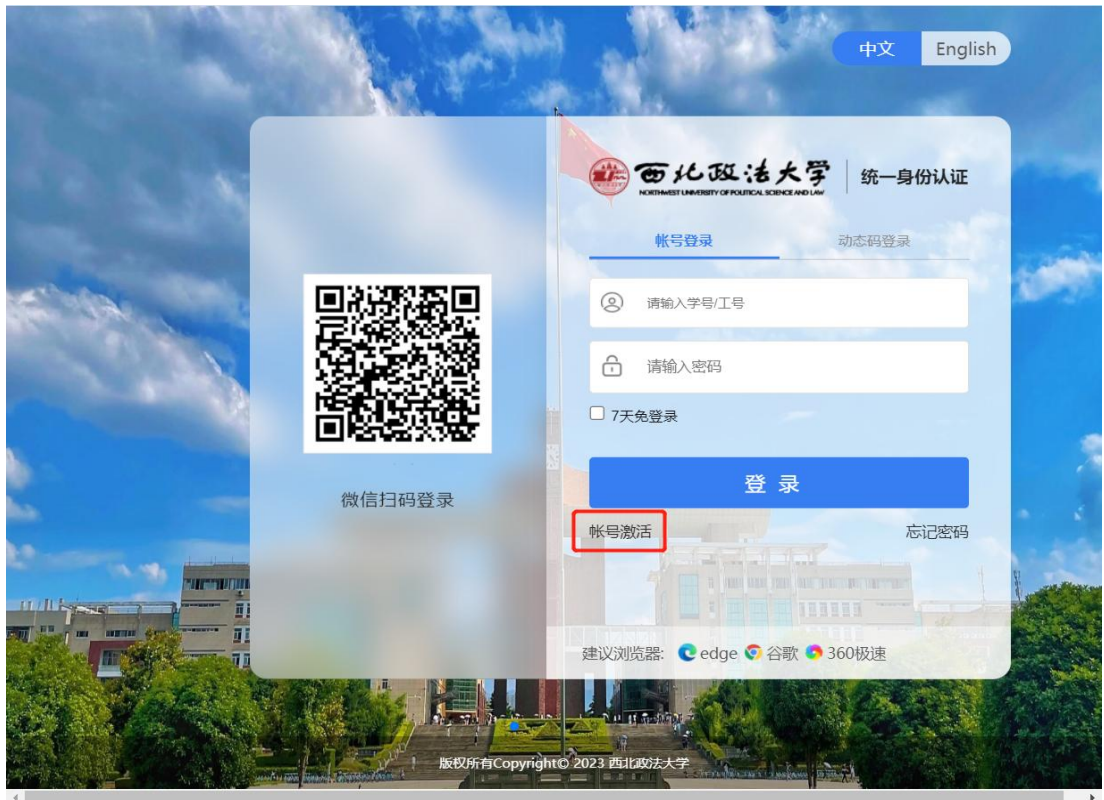 中文 English
西北政法大学 统一身份认证
NORTHWEST UNIVERSITY OF POLITICAL SCIENCE AND LAW
帐号登录 动态码登录
请输入学号/工号
请输入密码
7天免登录
登 录
微信扫码登录
帐号激活 忘记密码
建议浏览器: edge 谷歌 360极速
版权所有Copyright© 2023 西北政法大学